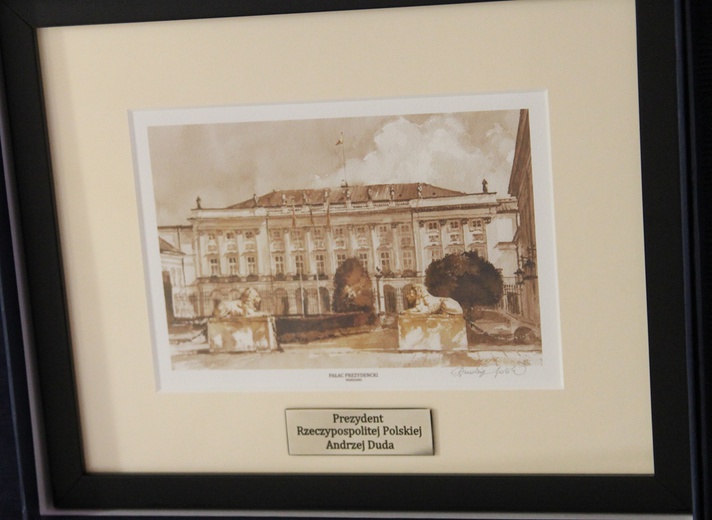 PAŁAC PREZYDENCKI
Prezydent
Rzeczypospolitej Polskiej
Andrzej Duda